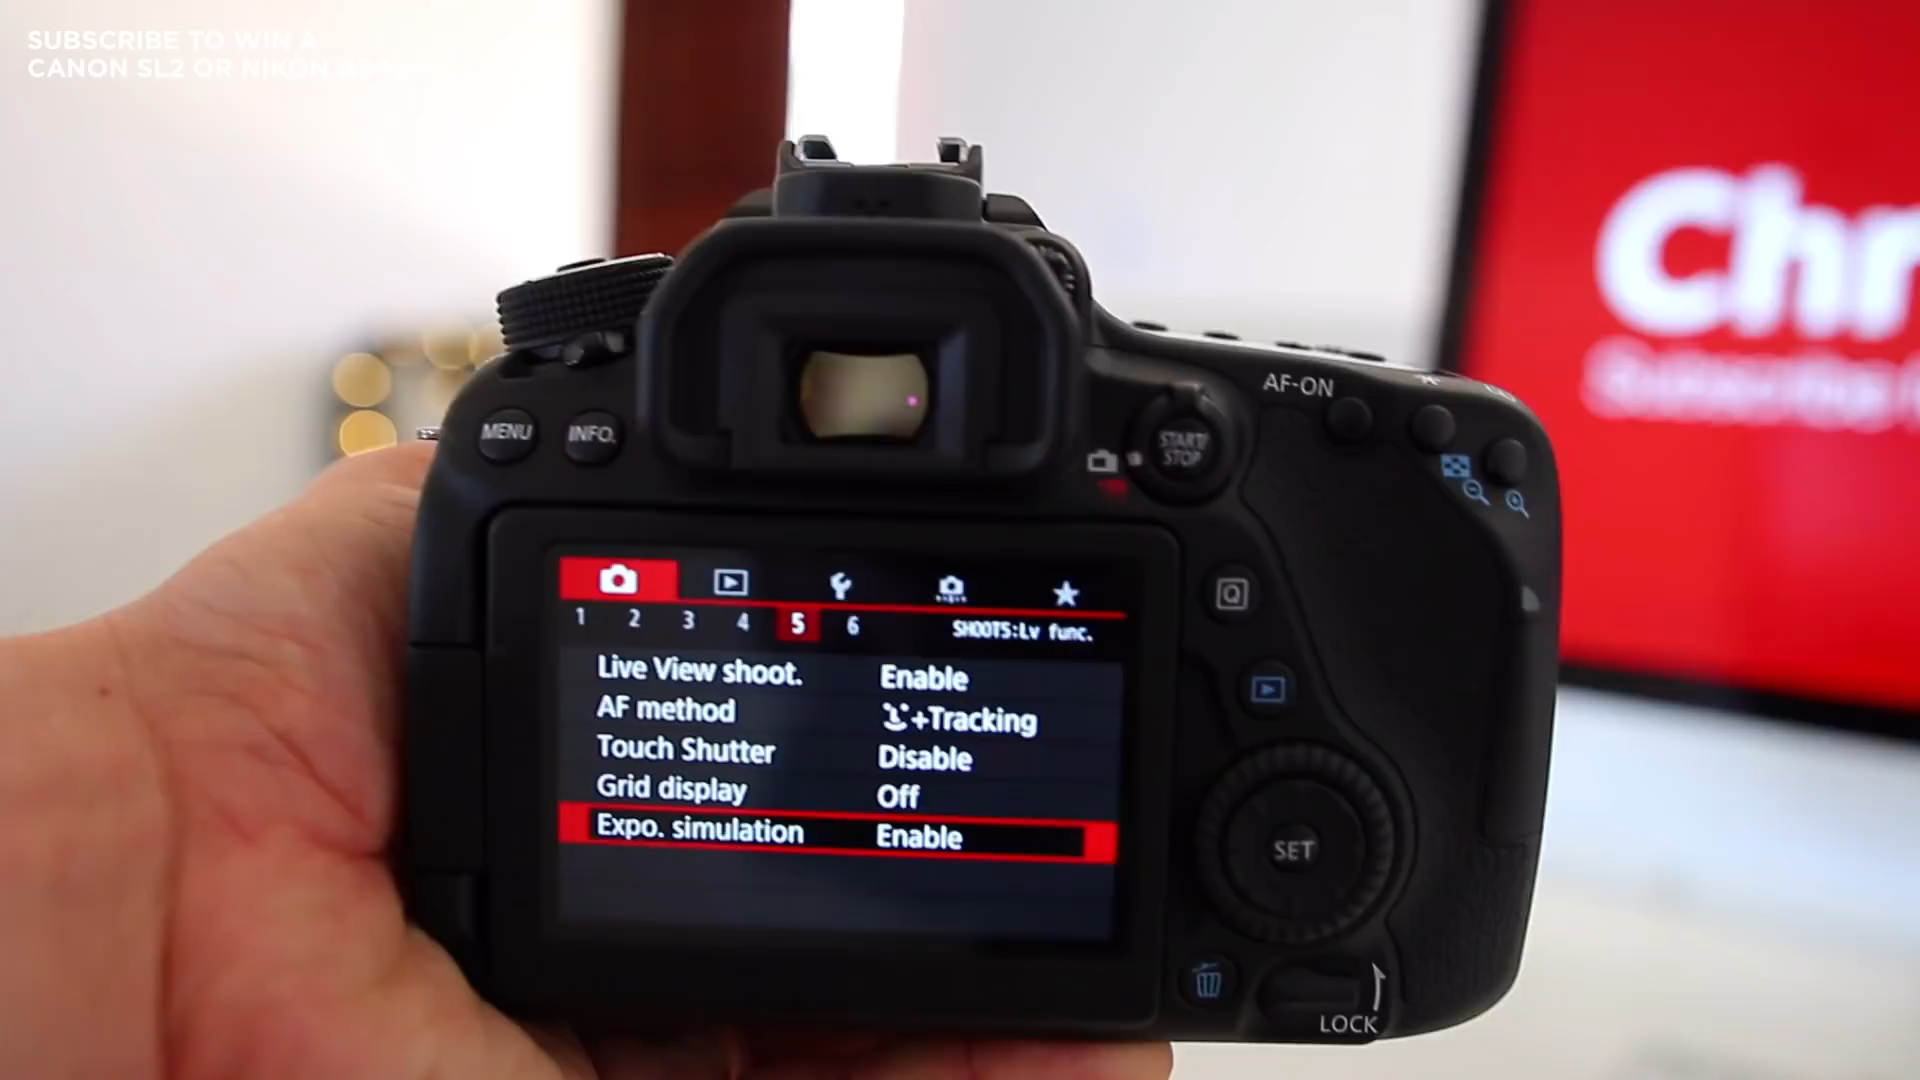 SUBSCRIBE TO WIN A
CANON SL2 OR NIKON
Chr
Subscribe
AF-ON
MENU
INFO.
START/
STOP
Q
1 2 3 4 5 6 SHOOT5:Lv func.
Live View shoot. Enable
AF method +Tracking
Touch Shutter Disable
Grid display Off
Expo. simulation Enable
SET
LOCK